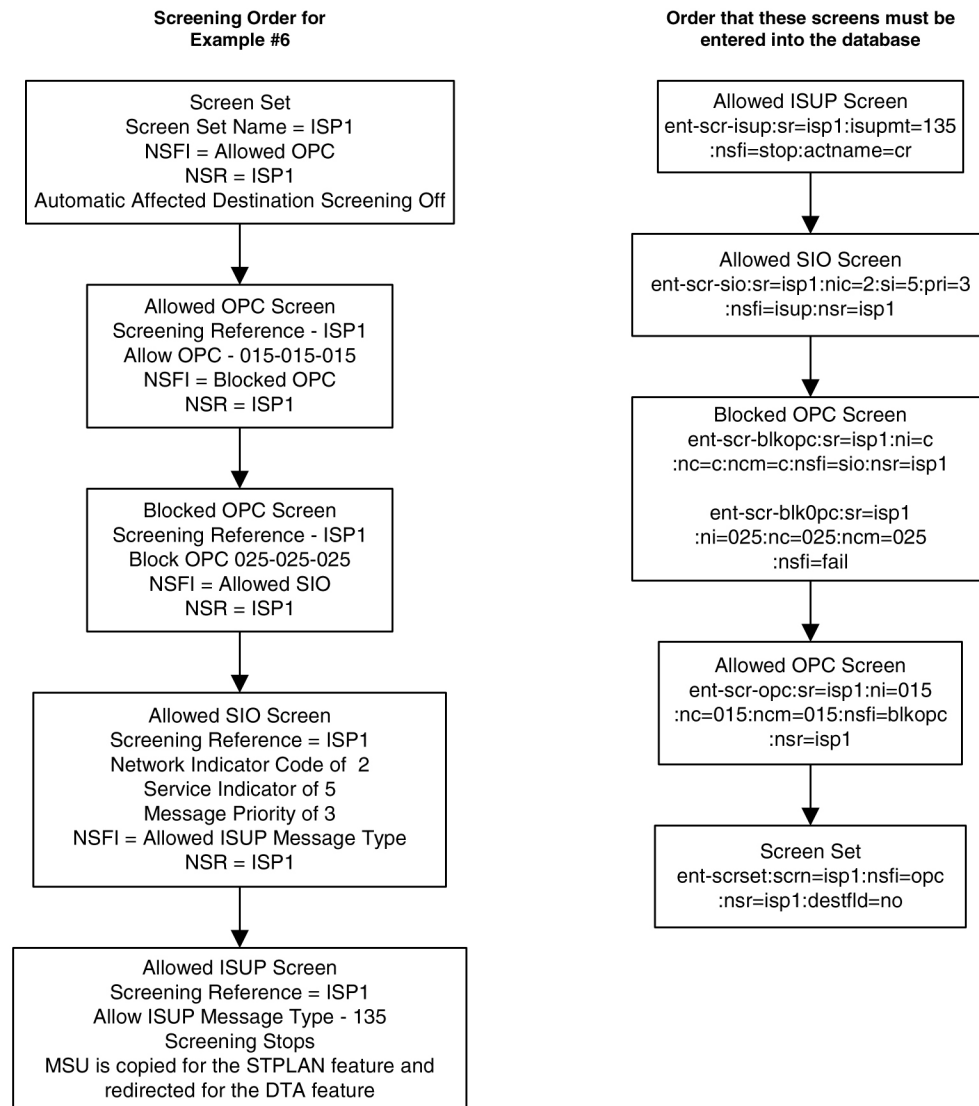 Screening Order for
Example #6
Screen Set
Screen Set Name = ISP1
NSFI = Allowed OPC
NSR = ISP1
Automatic Affected Destination Screening Off
Allowed OPC Screen
Screening Reference - ISP1
Allow OPC - 015-015-015
NSFI = Blocked OPC
NSR = ISP1
Blocked OPC Screen
Screening Reference - ISP1
Block OPC 025-025-025
NSFI = Allowed SIO
NSR = ISP1
Allowed SIO Screen
Screening Reference = ISP1
Network Indicator Code of 2
Service Indicator of 5
Message Priority of 3
NSFI = Allowed ISUP Message Type
NSR = ISP1
Allowed ISUP Screen
Screening Reference = ISP1
Allow ISUP Message Type - 135
Screening Stops
MSU is copied for the STPLAN feature and
redirected for the DTA feature
Order that these screens must be
entered into the database
Allowed ISUP Screen
ent-scr-isup:sr=isp1:isupmt=135
:nsfi=stop:actname=cr
Allowed SIO Screen
ent-scr-sio:sr=isp1:nic=2:si=5:pri=3
:nsfi=isup:nsr=isp1
Blocked OPC Screen
ent-scr-blkopc:sr=isp1:ni=c
:nc=c:ncm=c:nsfi=sio:nsr=isp1
ent-scr-blk0pc:sr=isp1
:ni=025:nc=025:ncm=025
:nsfi=fail
Allowed OPC Screen
ent-scr-opc:sr=isp1:ni=015
:nc=015:ncm=015:nsfi=blkopc
:nsr=isp1
Screen Set
ent-scrset:scrn=isp1:nsfi=opc
:nsr=isp1:destfld=no